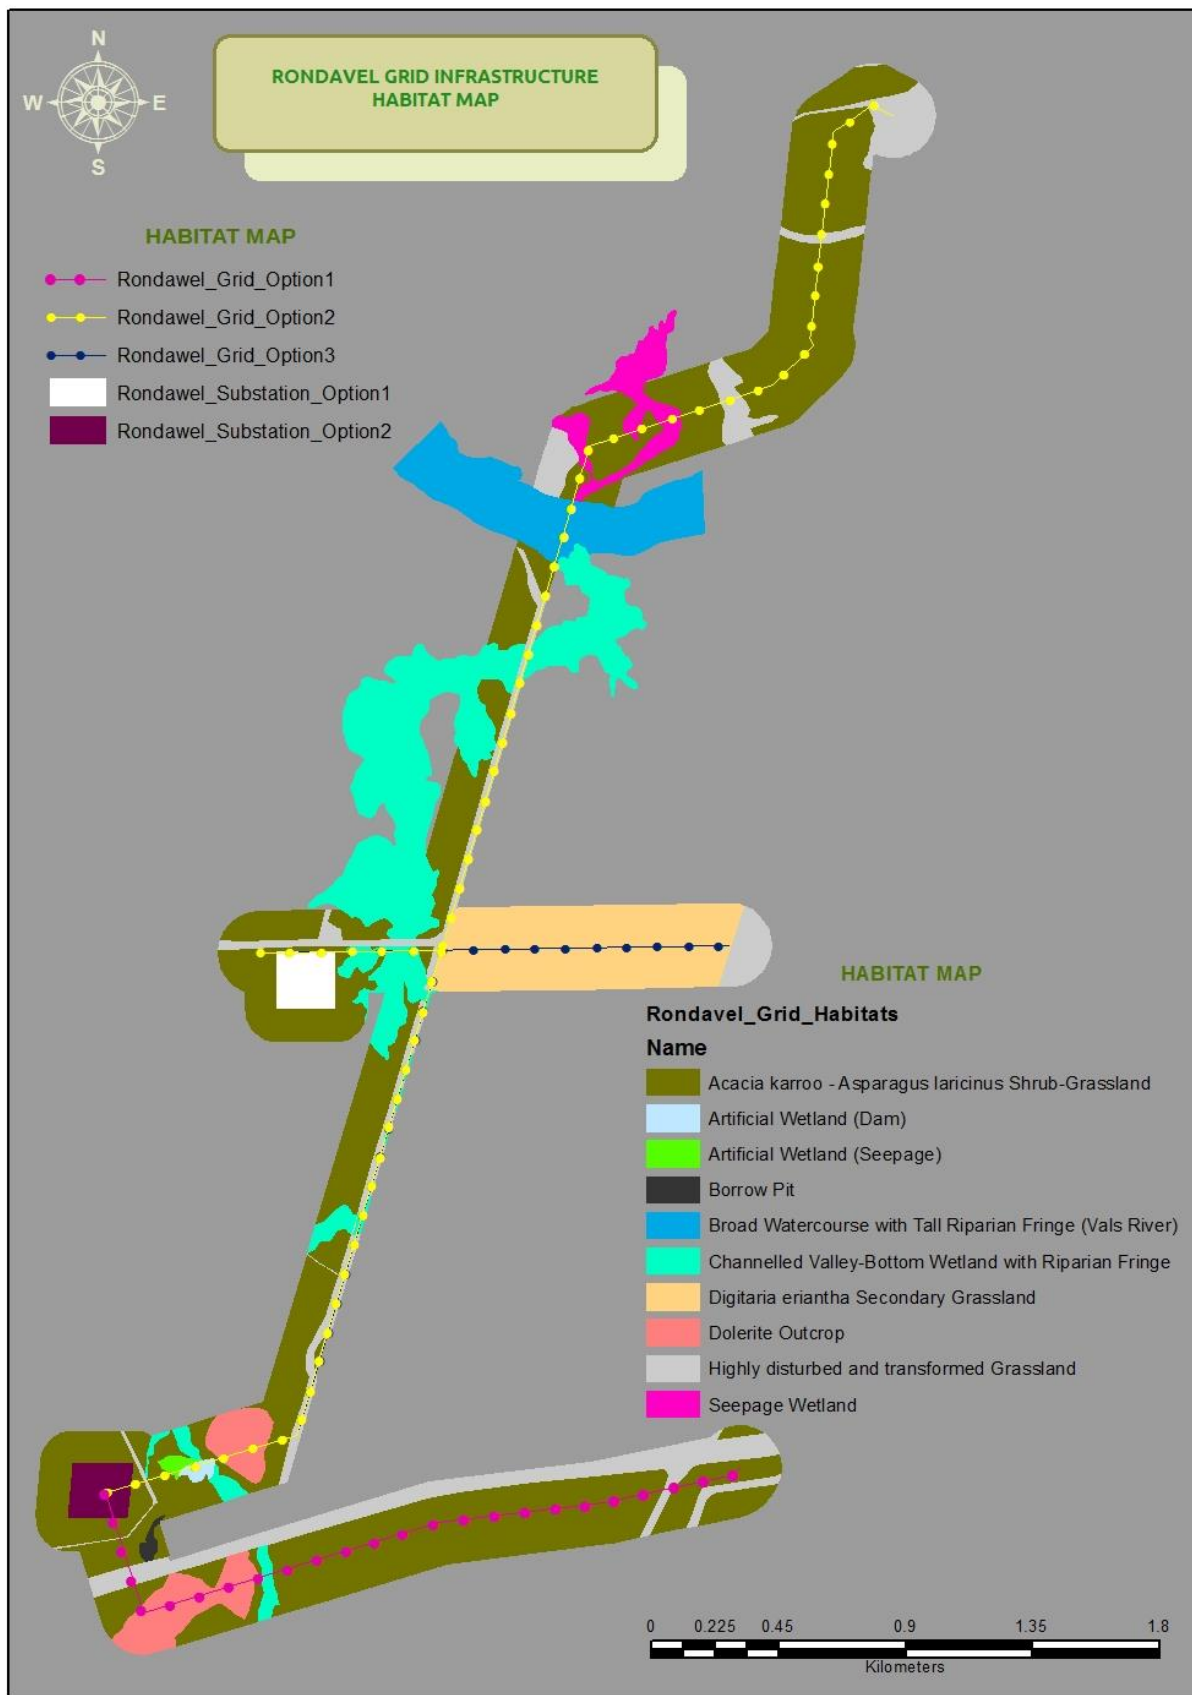 N
W
E
S
RONDAVEL GRID INFRASTRUCTURE
HABITAT MAP
HABITAT MAP
Rondawel_Grid_Option1
Rondawel_Grid_Option2
Rondawel_Grid_Option3
Rondawel_Substation_Option1
Rondawel_Substation_Option2
HABITAT MAP
Rondavel_Grid_Habitats
Name
Acacia karroo - Asparagus laricinus Shrub-Grassland
Artificial Wetland (Dam)
Artificial Wetland (Seepage)
Borrow Pit
Broad Watercourse with Tall Riparian Fringe (Vals River)
Channelled Valley-Bottom Wetland with Riparian Fringe
Digitaria eriantha Secondary Grassland
Dolerite Outcrop
Highly disturbed and transformed Grassland
Seepage Wetland
0 0.225 0.45 0.9 1.35 1.8
Kilometers